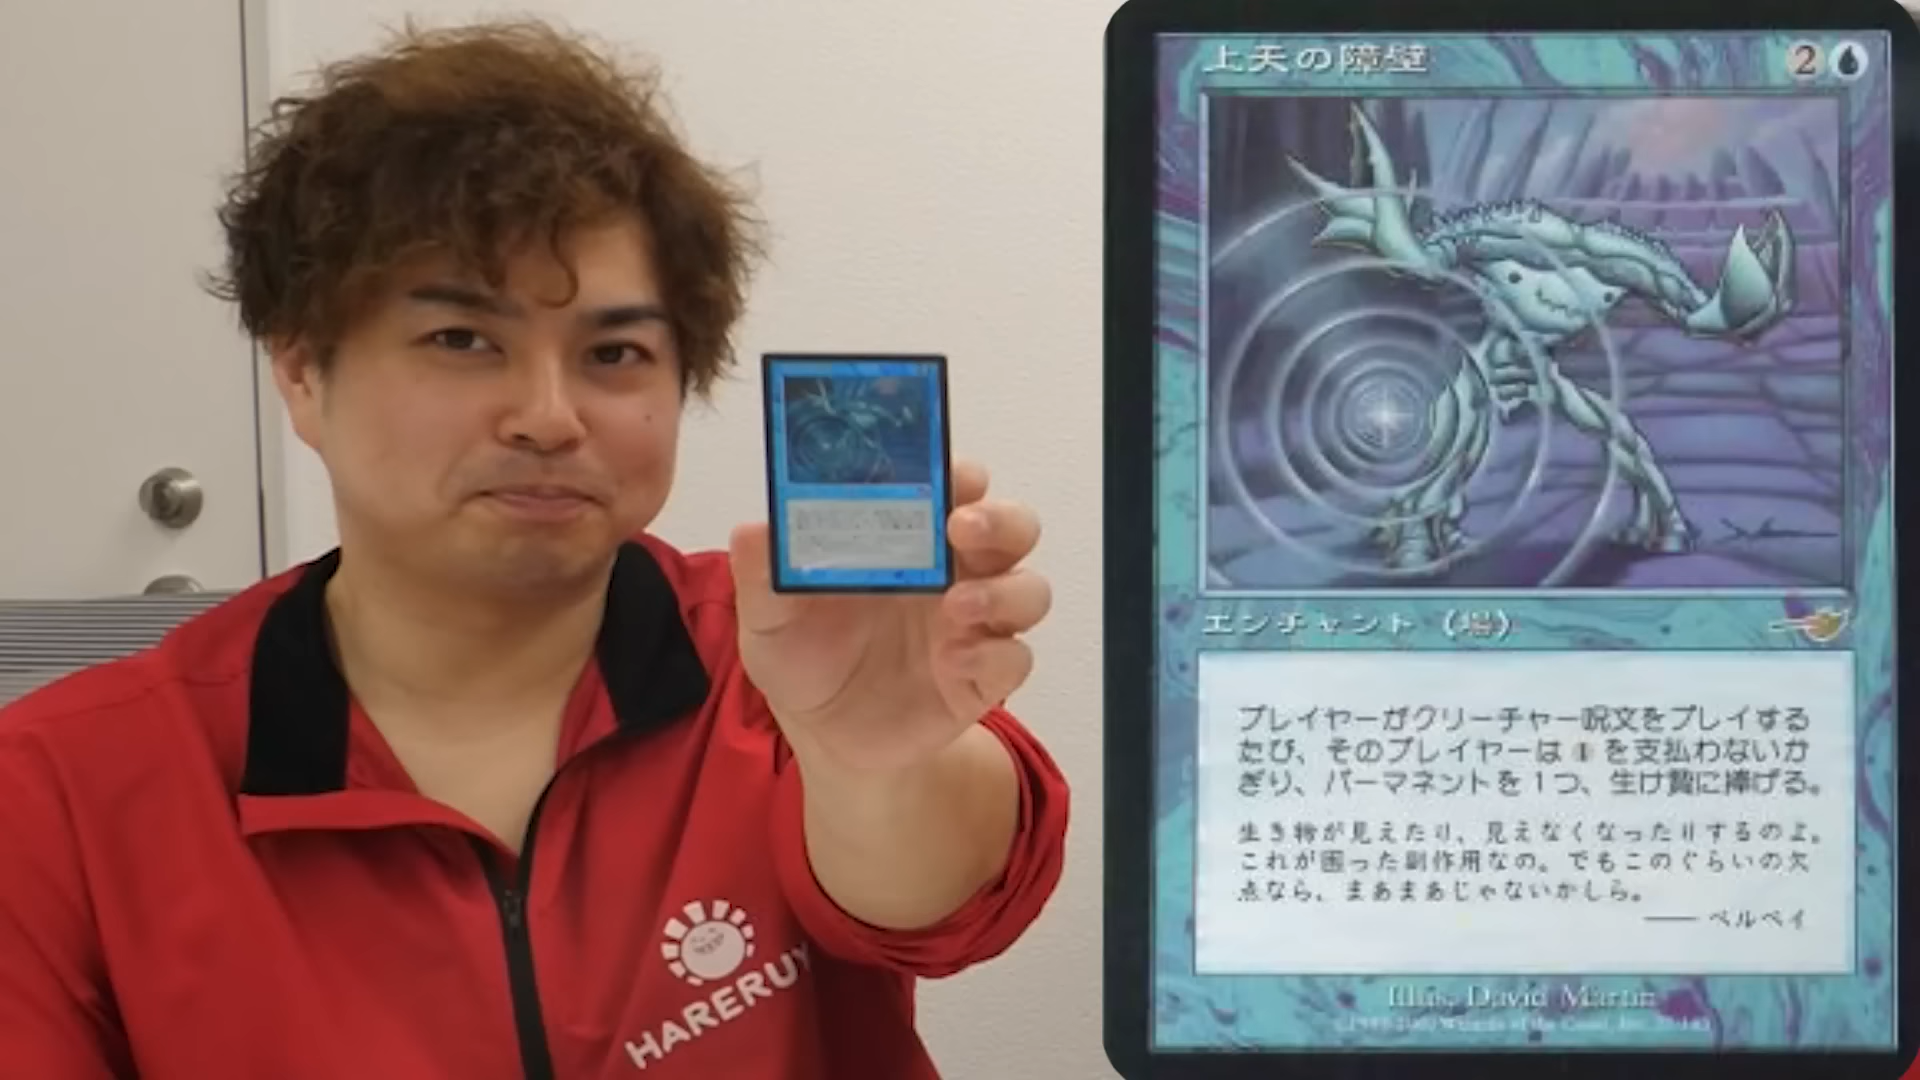 上天の障壁
2
エンチャント（場）
プレイヤーがクリーチャー呪文をプレイする
たび、そのプレイヤーは 1 を支払わないか
ぎり、パーマネントを１つ、生け贄に捧げる。
生き物が見えたり、見えなくなったりするのよ。
これが困った副作用なの。でもこのぐらいの欠
点なら、まあまあじゃないかしら。
―― ベルベイ
Illus. David Martin
HARERUY